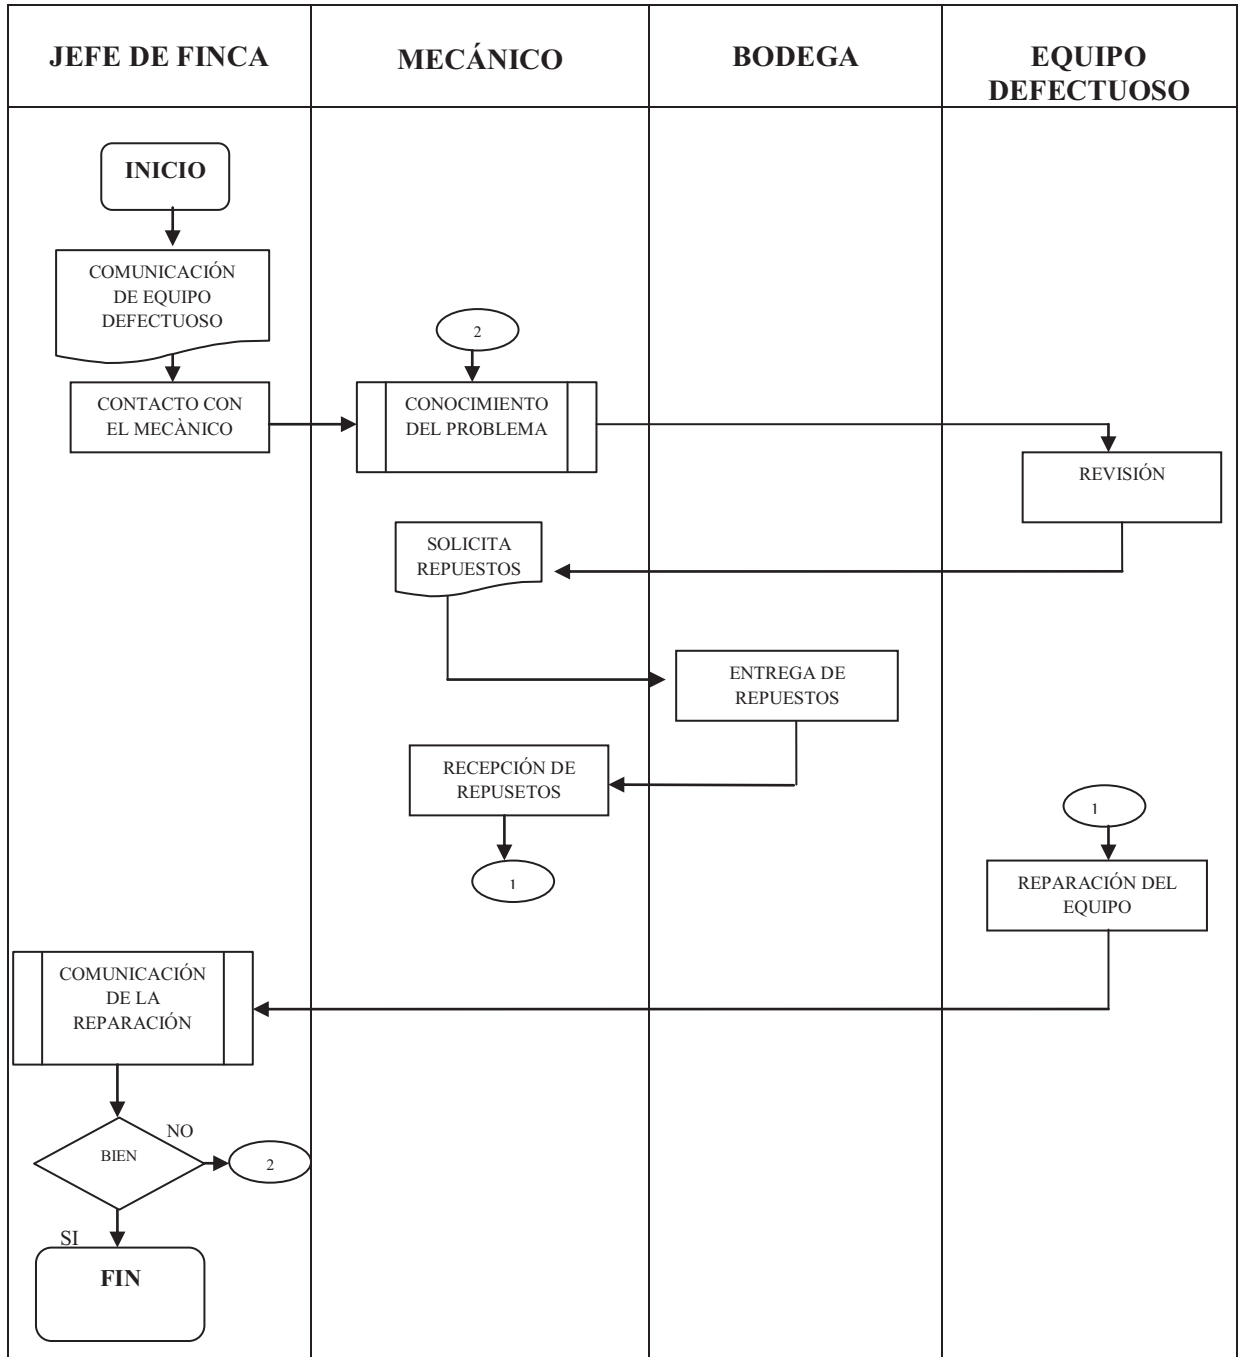 JEFE DE FINCA
MECÁNICO
BODEGA
EQUIPO
DEFECTUOSO
INICIO
COMUNICACIÓN
DE EQUIPO
DEFECTUOSO
2
CONTACTO CON
EL MECÀNICO
CONOCIMIENTO
DEL PROBLEMA
REVISIÓN
SOLICITA
REPUESTOS
ENTREGA DE
REPUESTOS
RECEPCIÓN DE
REPUSETOS
1
1
REPARACIÓN DEL
EQUIPO
COMUNICACIÓN
DE LA
REPARACIÓN
NO
BIEN
2
SI
FIN